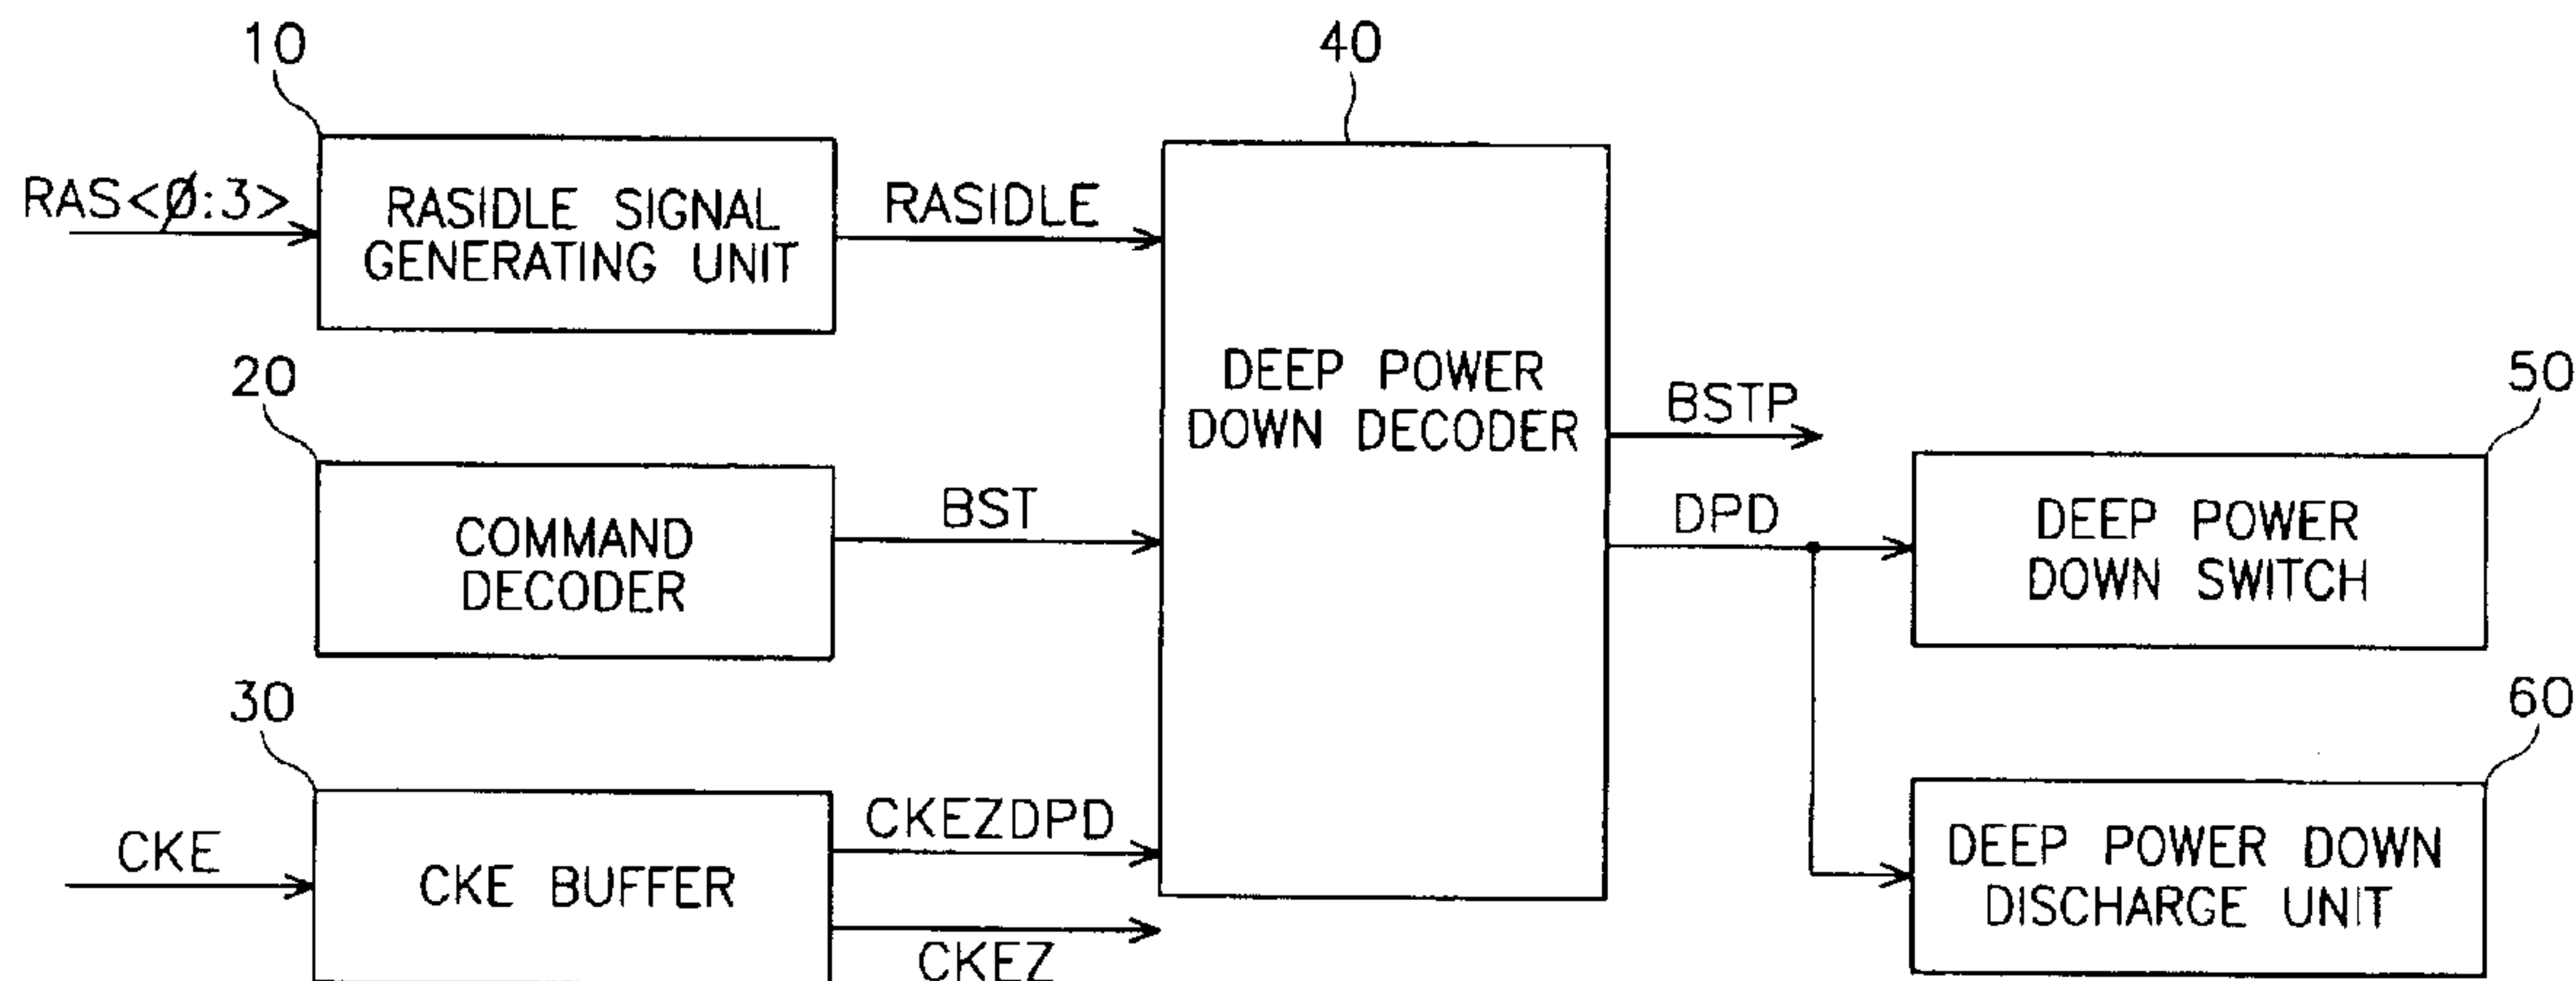 10
40
RAS<Ø:3>
RASIDLE SIGNAL
GENERATING UNIT
RASIDLE
20
DEEP POWER
DOWN DECODER
BSTP
50
COMMAND
DECODER
BST
DPD
DEEP POWER
DOWN SWITCH
30
60
CKE
CKE BUFFER
CKEZDPD
CKEZ
DEEP POWER DOWN
DISCHARGE UNIT